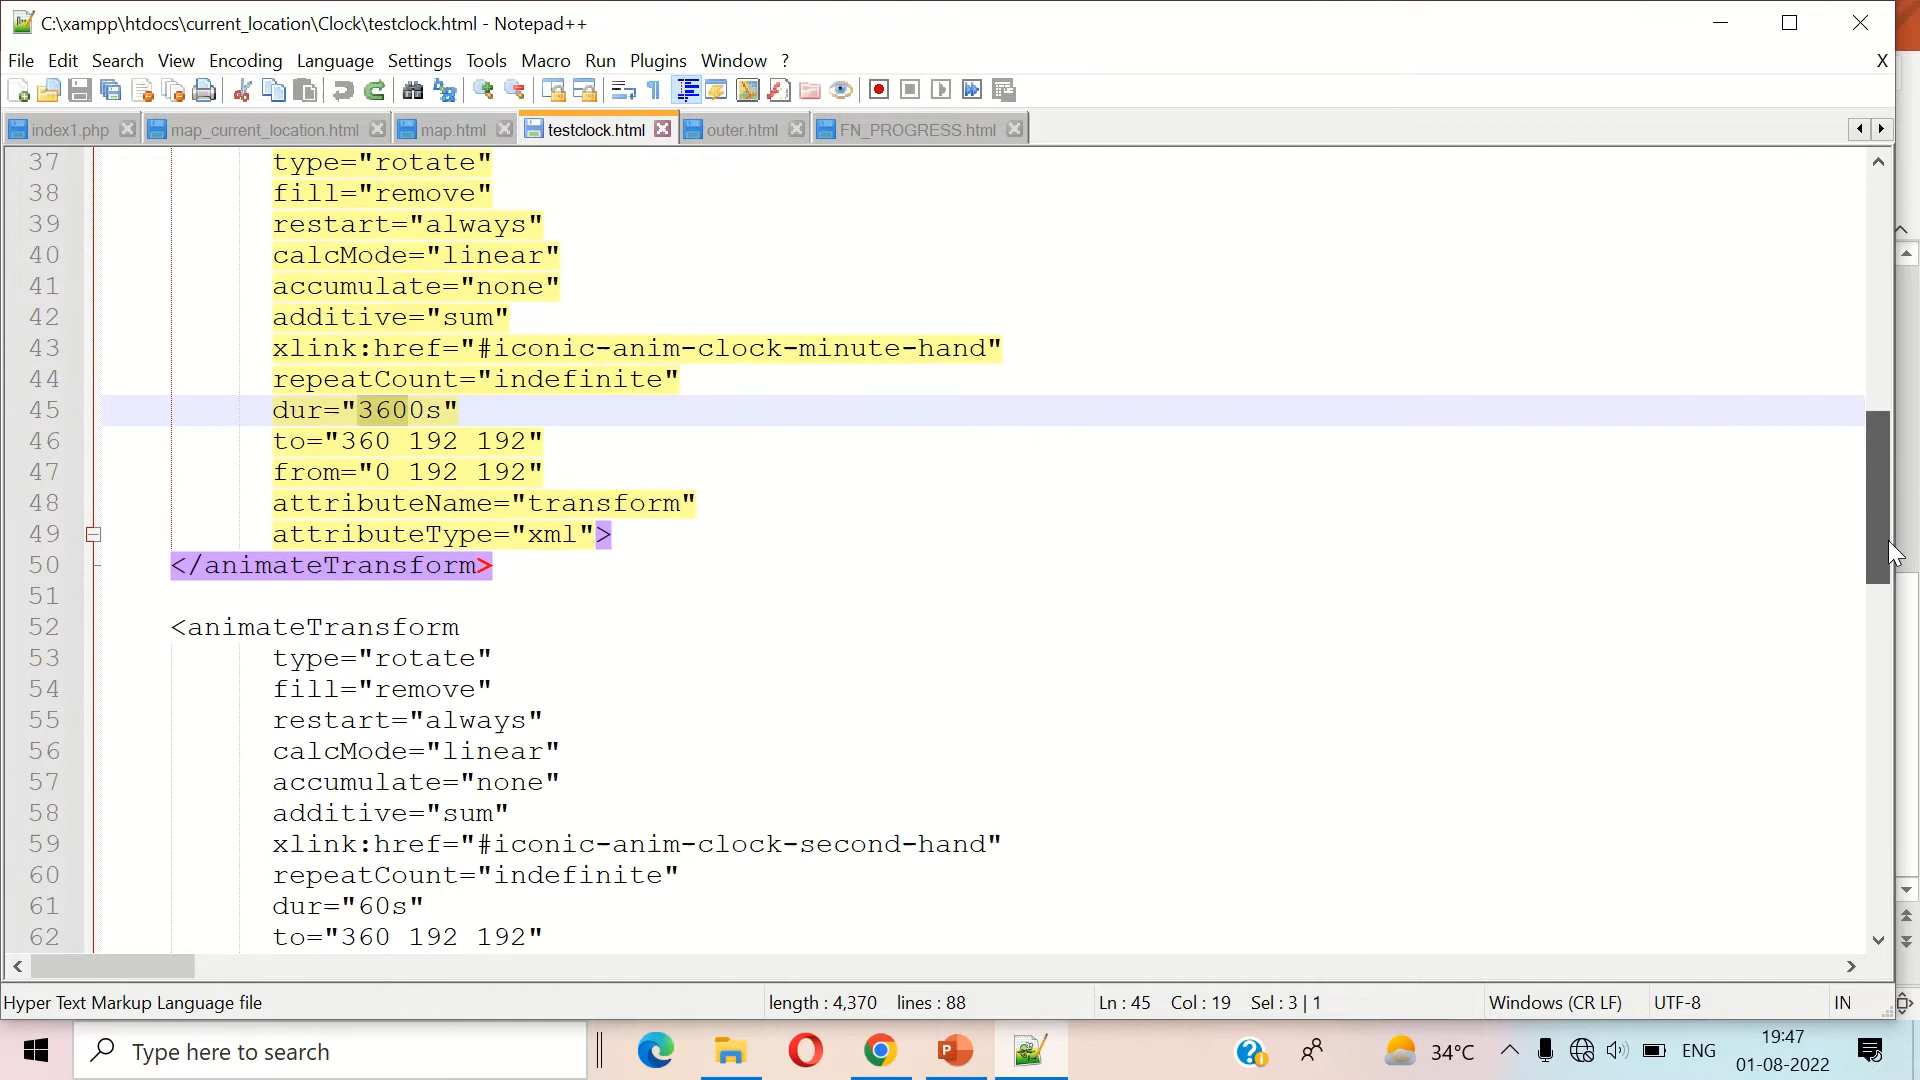 C:\xampp\htdocs\current_location\Clock\testclock.html - Notepad++
File Edit Search View Encoding Language Settings Tools Macro Run Plugins Window ? X
index1.php map_current_location.html map.html testclock.html outer.html FN_PROGRESS.html
37 type="rotate"
38 fill="remove"
39 restart="always"
40 calcMode="linear"
41 accumulate="none"
42 additive="sum"
43 xlink:href="#iconic-anim-clock-minute-hand"
44 repeatCount="indefinite"
45 dur="3600s"
46 to="360 192 192"
47 from="0 192 192"
48 attributeName="transform"
49 attributeType="xml">
50 </animateTransform>
51
52 <animateTransform
53 type="rotate"
54 fill="remove"
55 restart="always"
56 calcMode="linear"
57 accumulate="none"
58 additive="sum"
59 xlink:href="#iconic-anim-clock-second-hand"
60 repeatCount="indefinite"
61 dur="60s"
62 to="360 192 192"
Hyper Text Markup Language file length : 4,370 lines : 88 Ln : 45 Col : 19 Sel : 3 | 1 Windows (CR LF) UTF-8 IN
Type here to search 34°C ENG 19:47
01-08-2022